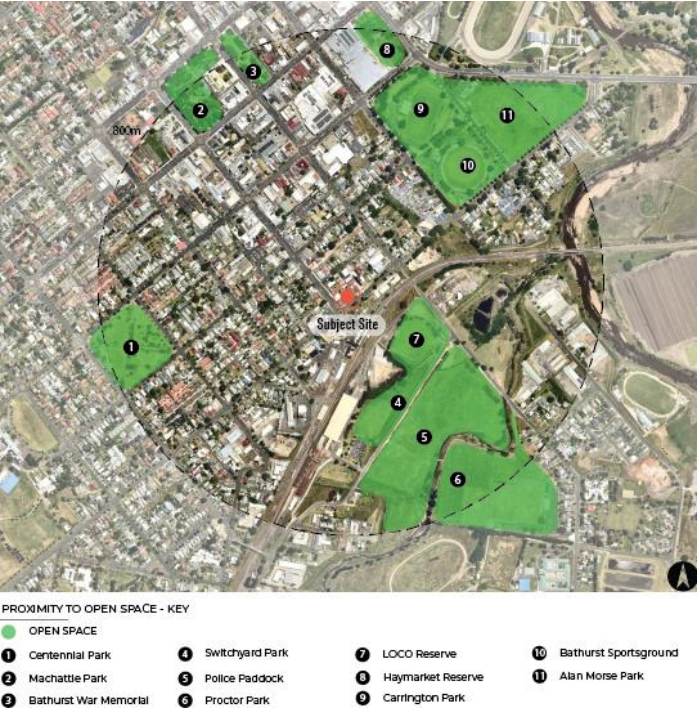 8
3
9
11
2
800m
10
Subject Site
1
7
4
5
6
PROXIMITY TO OPEN SPACE - KEY
OPEN SPACE
1 Centennial Park
2 Machattie Park
3 Bathurst War Memorial
4 Switchyard Park
5 Police Paddock
6 Proctor Park
7 LOCO Reserve
8 Haymarket Reserve
9 Carrington Park
10 Bathurst Sportsground
11 Alan Morse Park